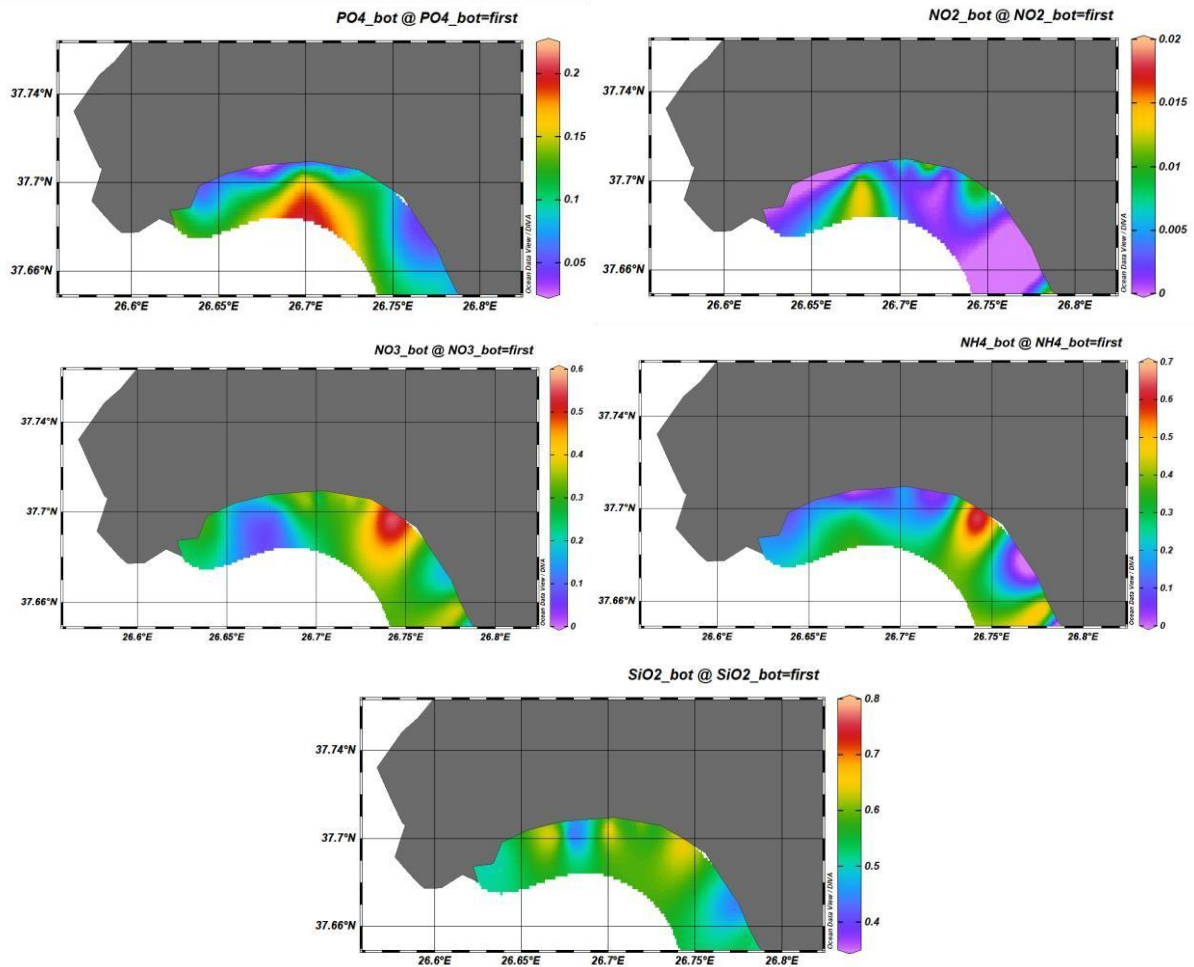 PO4_bot @ PO4_bot=first
37.74°N
37.7°N
37.66°N
26.6°E
26.65°E
26.7°E
26.75°E
26.8°E
0.2
0.15
0.1
0.05
Ocean Data View / DIVA
NO2_bot @ NO2_bot=first
37.74°N
37.7°N
37.66°N
26.6°E
26.65°E
26.7°E
26.75°E
26.8°E
0.02
0.015
0.01
0.005
0
Ocean Data View / DIVA
NO3_bot @ NO3_bot=first
37.74°N
37.7°N
37.66°N
26.6°E
26.65°E
26.7°E
26.75°E
26.8°E
0.6
0.5
0.4
0.3
0.2
0.1
0
Ocean Data View / DIVA
NH4_bot @ NH4_bot=first
37.74°N
37.7°N
37.66°N
26.6°E
26.65°E
26.7°E
26.75°E
26.8°E
0.7
0.6
0.5
0.4
0.3
0.2
0.1
0
Ocean Data View / DIVA
SiO2_bot @ SiO2_bot=first
37.74°N
37.7°N
37.66°N
26.6°E
26.65°E
26.7°E
26.75°E
26.8°E
0.8
0.7
0.6
0.5
0.4
Ocean Data View / DIVA